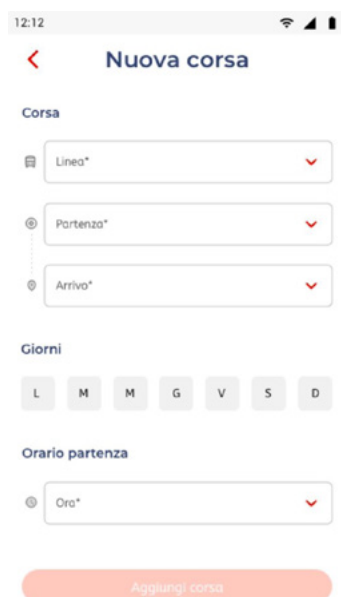 12:12
Nuova corsa
Corsa
Linea*
Partenza*
Arrivo*
Giorni
L M M G V S D
Orario partenza
Ora*
Aggiungi corsa